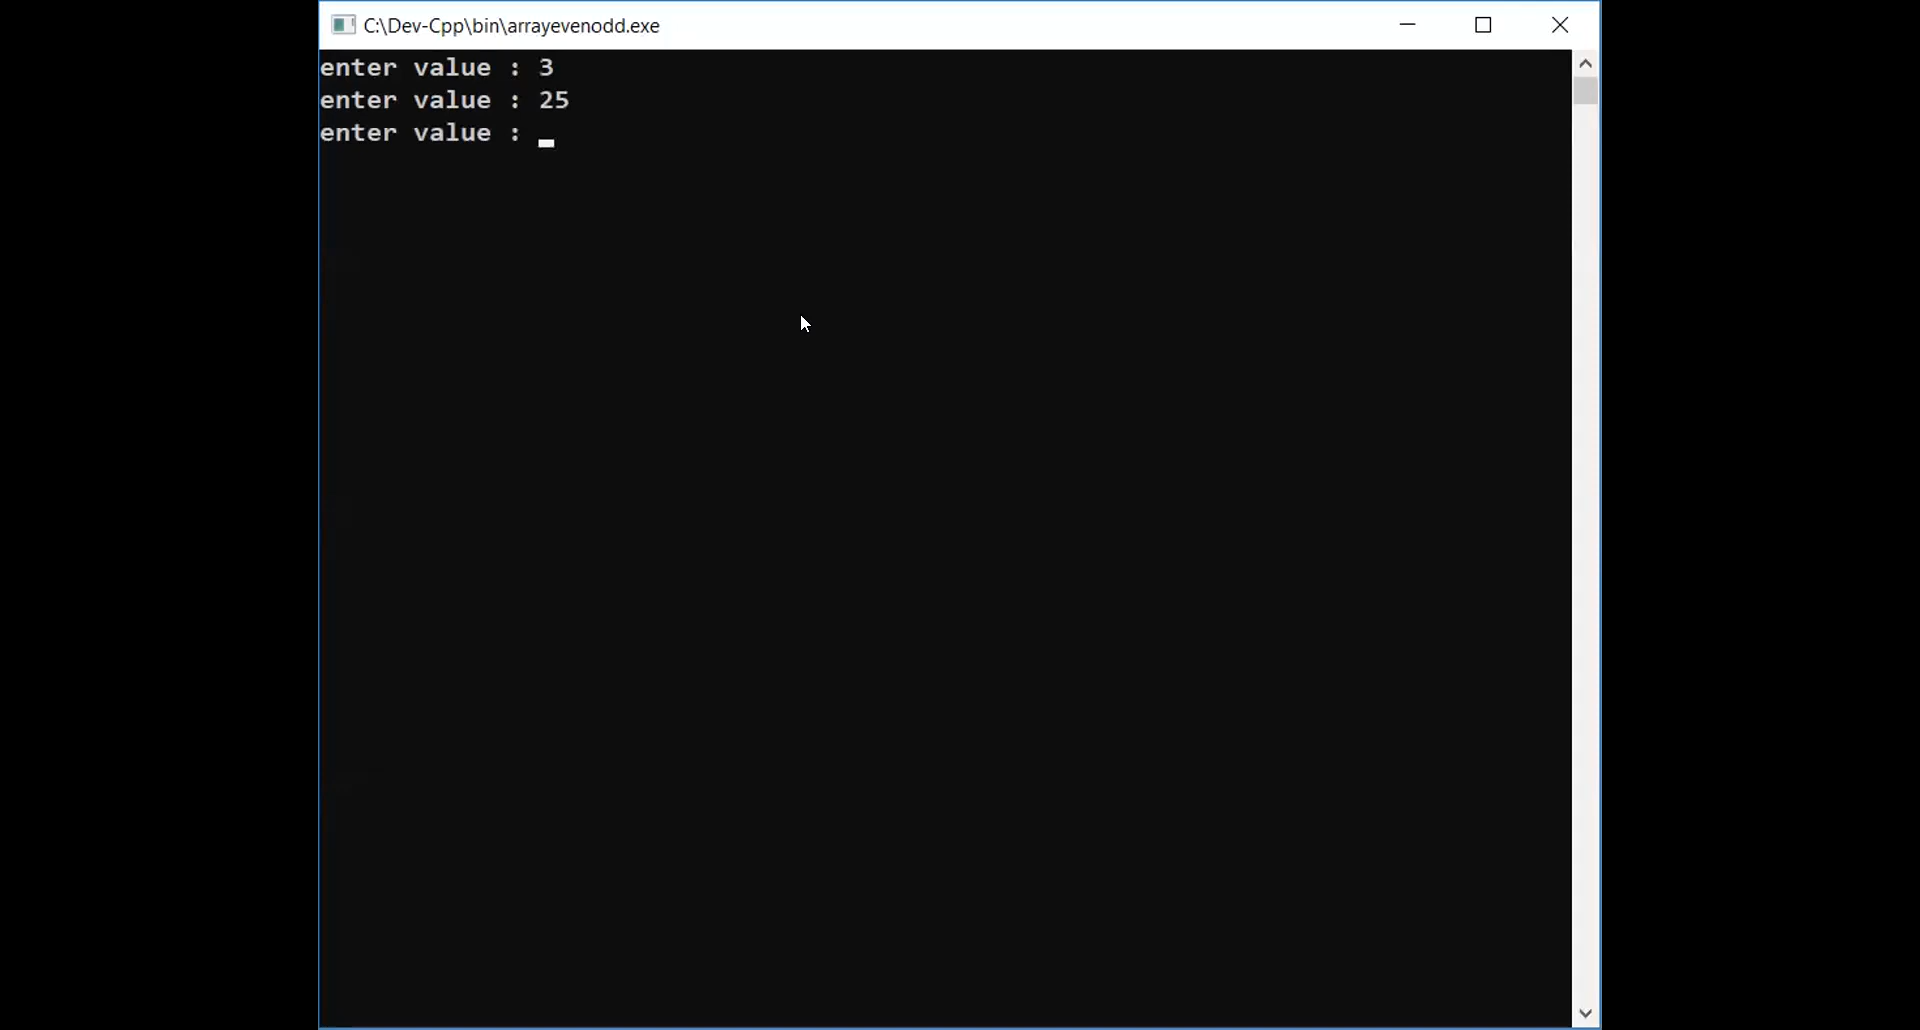 C:\Dev-Cpp\bin\arrayevenodd.exe
enter value : 3
enter value : 25
enter value :